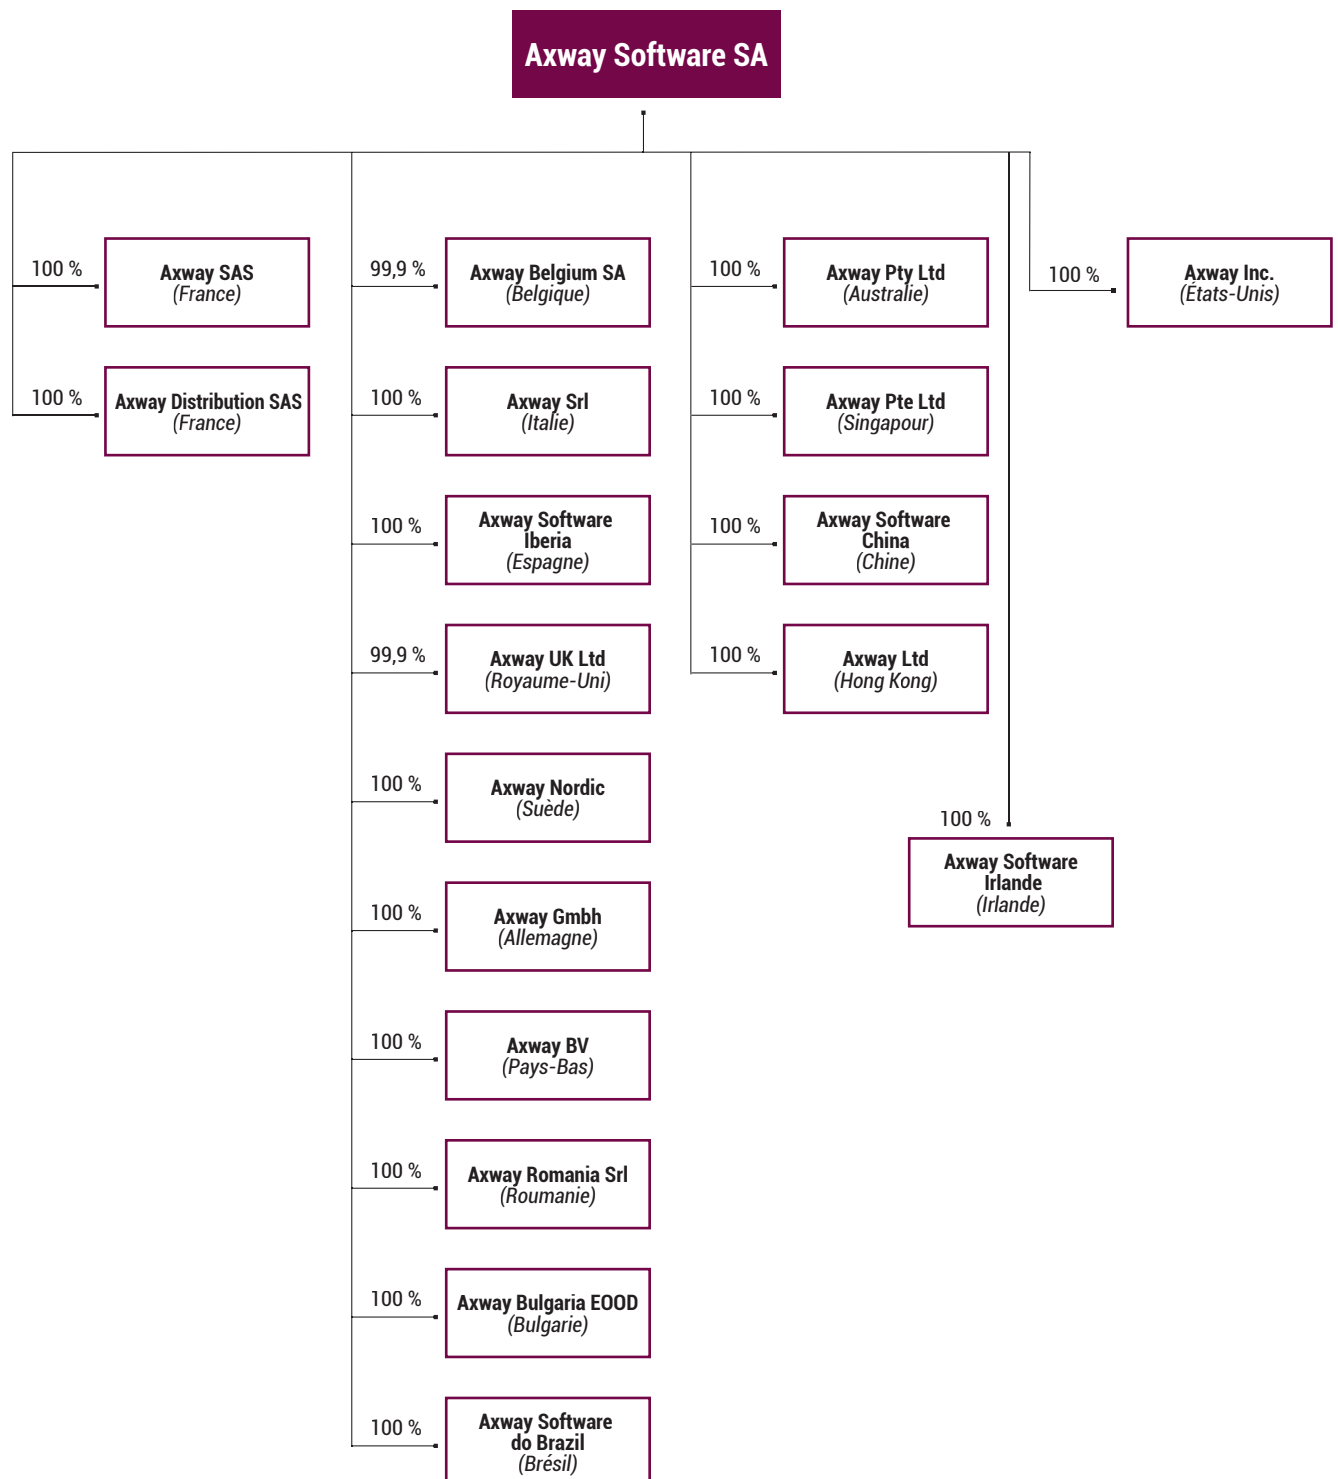 Axway Software SA
100 %
Axway SAS
(France)
100 %
Axway Distribution SAS
(France)
99,9 %
Axway Belgium SA
(Belgique)
100 %
Axway Srl
(Italie)
100 %
Axway Software
Iberia
(Espagne)
99,9 %
Axway UK Ltd
(Royaume-Uni)
100 %
Axway Nordic
(Suède)
100 %
Axway Gmbh
(Allemagne)
100 %
Axway BV
(Pays-Bas)
100 %
Axway Romania Srl
(Roumanie)
100 %
Axway Bulgaria EOOD
(Bulgarie)
100 %
Axway Software
do Brazil
(Brésil)
100 %
Axway Pty Ltd
(Australie)
100 %
Axway Pte Ltd
(Singapour)
100 %
Axway Software
China
(Chine)
100 %
Axway Ltd
(Hong Kong)
100 %
Axway Software
Irlande
(Irlande)
100 %
Axway Inc.
(États-Unis)